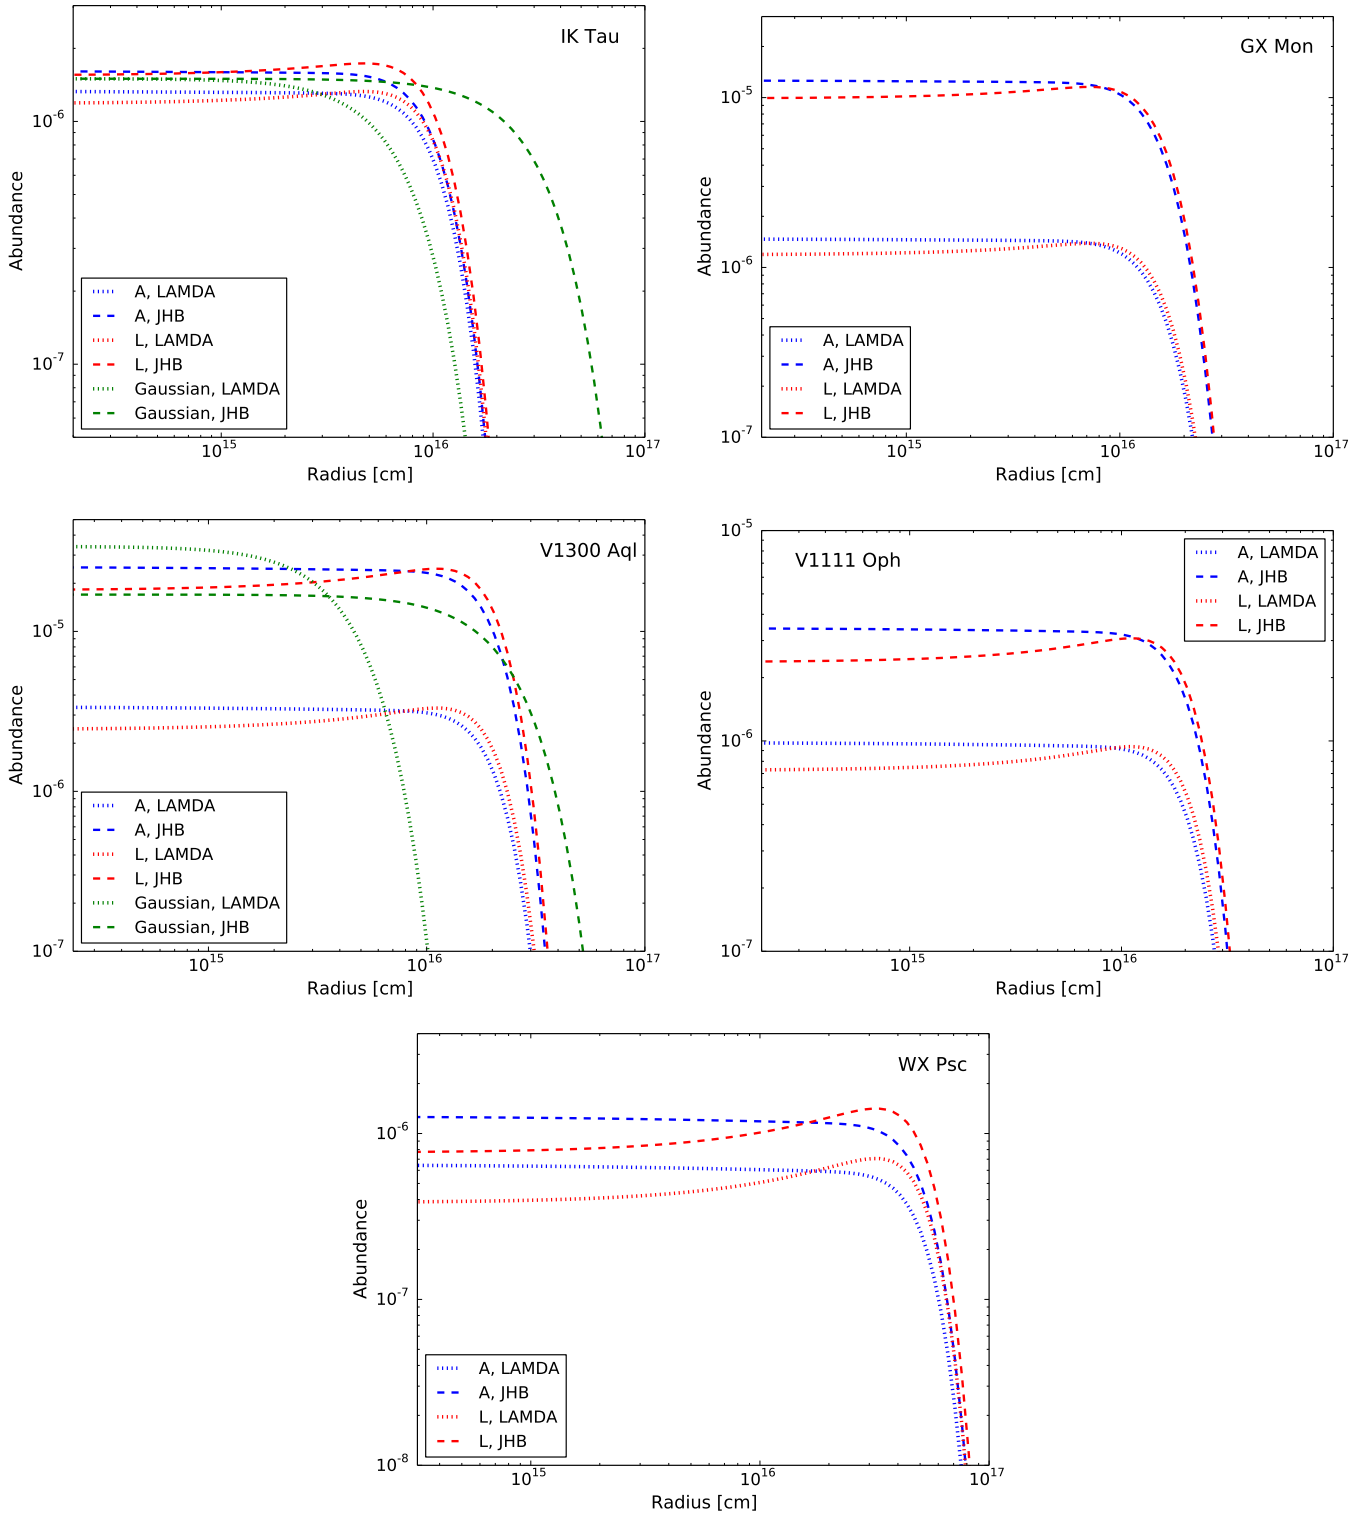 IK Tau
Abundance
10^-6
10^-7
A, LAMDA
A, JHB
L, LAMDA
L, JHB
Gaussian, LAMDA
Gaussian, JHB
10^15
10^16
10^17
Radius [cm]
GX Mon
Abundance
10^-5
10^-6
10^-7
A, LAMDA
A, JHB
L, LAMDA
L, JHB
10^15
10^16
10^17
Radius [cm]
V1300 Aql
Abundance
10^-5
10^-6
10^-7
A, LAMDA
A, JHB
L, LAMDA
L, JHB
Gaussian, LAMDA
Gaussian, JHB
10^15
10^16
10^17
Radius [cm]
V1111 Oph
Abundance
10^-5
10^-6
10^-7
A, LAMDA
A, JHB
L, LAMDA
L, JHB
10^15
10^16
10^17
Radius [cm]
WX Psc
Abundance
10^-6
10^-7
10^-8
A, LAMDA
A, JHB
L, LAMDA
L, JHB
10^15
10^16
10^17
Radius [cm]